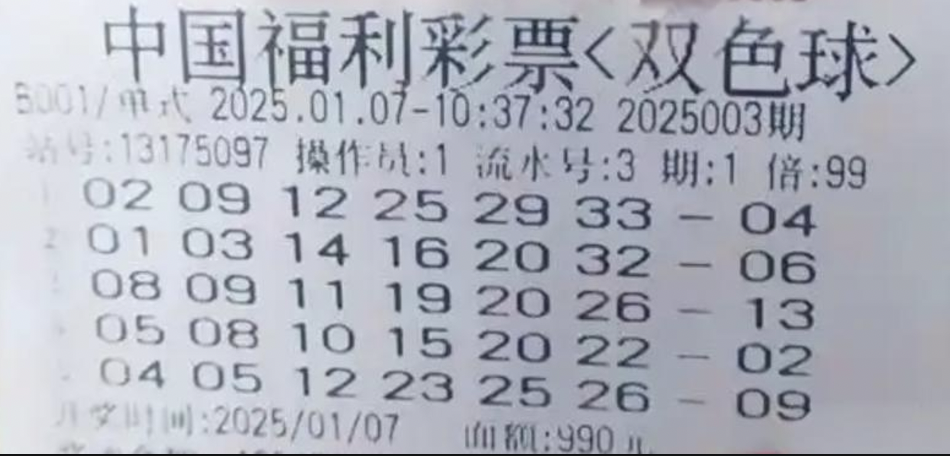 中国福利彩票<双色球>
B001/单式 2025.01.07-10:37:32 2025003期
站号:13175097 操作员:1 流水号:3 期:1 倍:99
02 09 12 25 29 33 - 04
2 01 03 14 16 20 32 - 06
08 09 11 19 20 26 - 13
05 08 10 15 20 22 - 02
04 05 12 23 25 26 - 09
开奖时间:2025/01/07 面额:990元